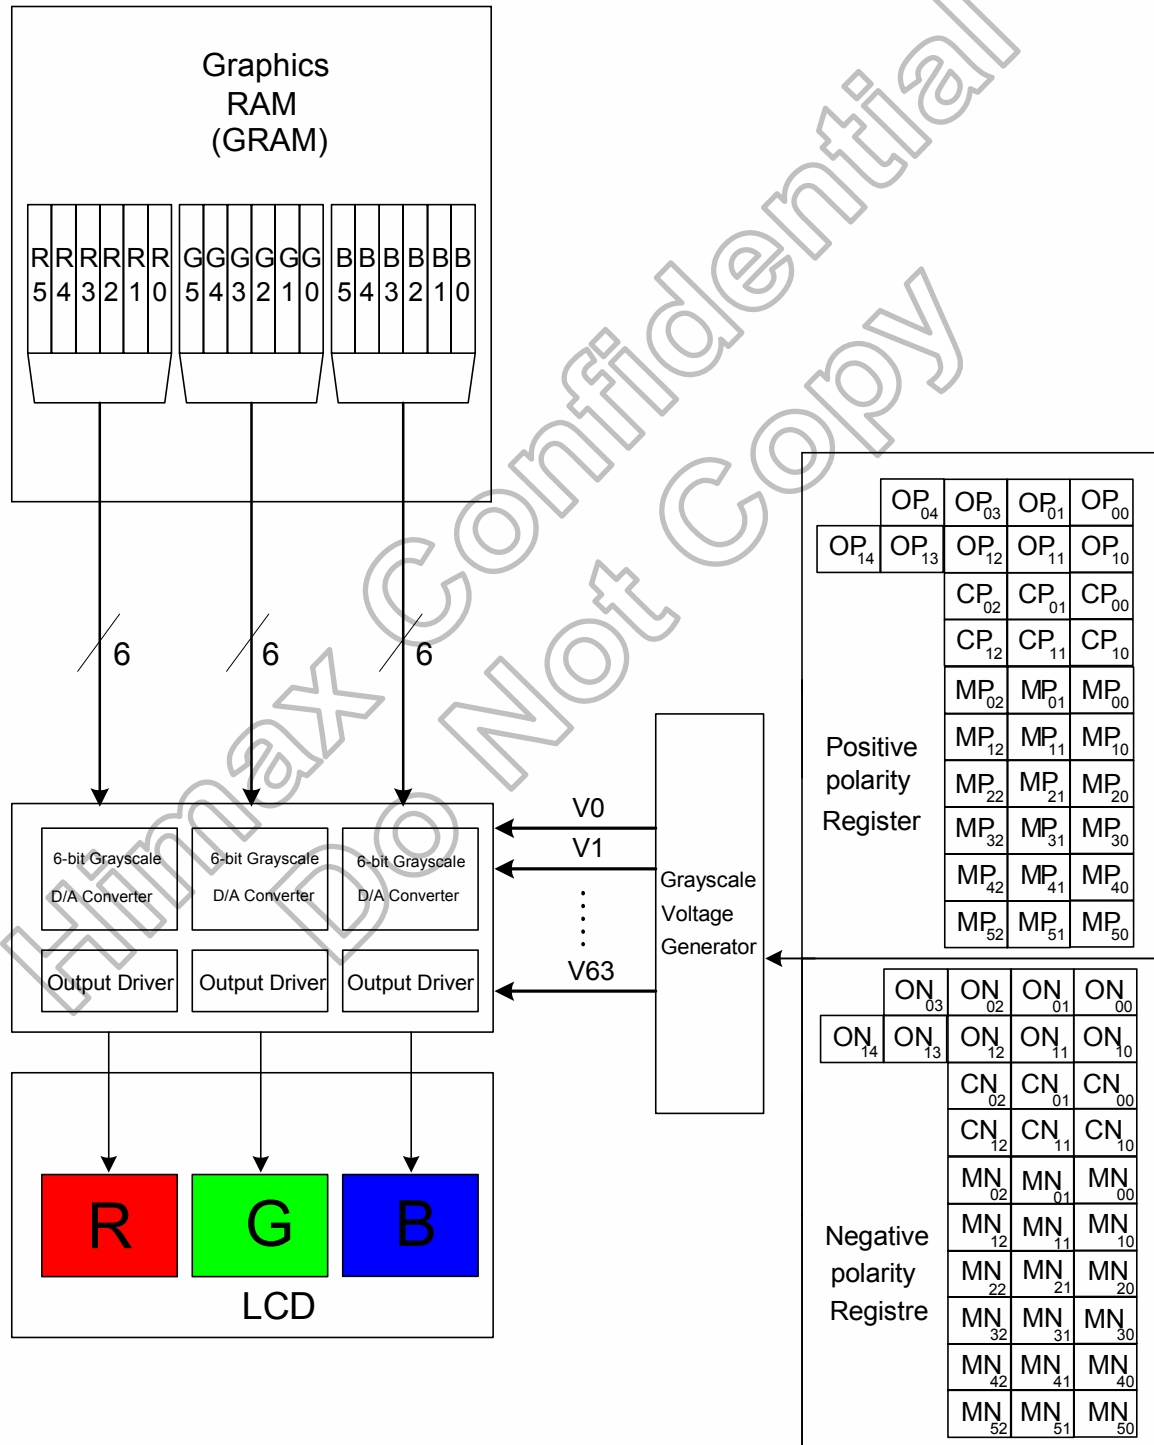 Graphics
RAM
(GRAM)
R5 R4 R3 R2 R1 R0 G5 G4 G3 G2 G1 G0 B5 B4 B3 B2 B1 B0
6 6 6
6-bit Grayscale D/A Converter
6-bit Grayscale D/A Converter
6-bit Grayscale D/A Converter
Output Driver Output Driver Output Driver
V0
V1
V63
Grayscale
Voltage
Generator
R G B
LCD
Positive
polarity
Register
OP04 OP03 OP01 OP00
OP14 OP13 OP12 OP11 OP10
CP02 CP01 CP00
CP12 CP11 CP10
MP02 MP01 MP00
MP12 MP11 MP10
MP22 MP21 MP20
MP32 MP31 MP30
MP42 MP41 MP40
MP52 MP51 MP50
Negative
polarity
Registre
ON03 ON02 ON01 ON00
ON14 ON13 ON12 ON11 ON10
CN02 CN01 CN00
CN12 CN11 CN10
MN02 MN01 MN00
MN12 MN11 MN10
MN22 MN21 MN20
MN32 MN31 MN30
MN42 MN41 MN40
MN52 MN51 MN50
Himax Confidential
Do Not Copy